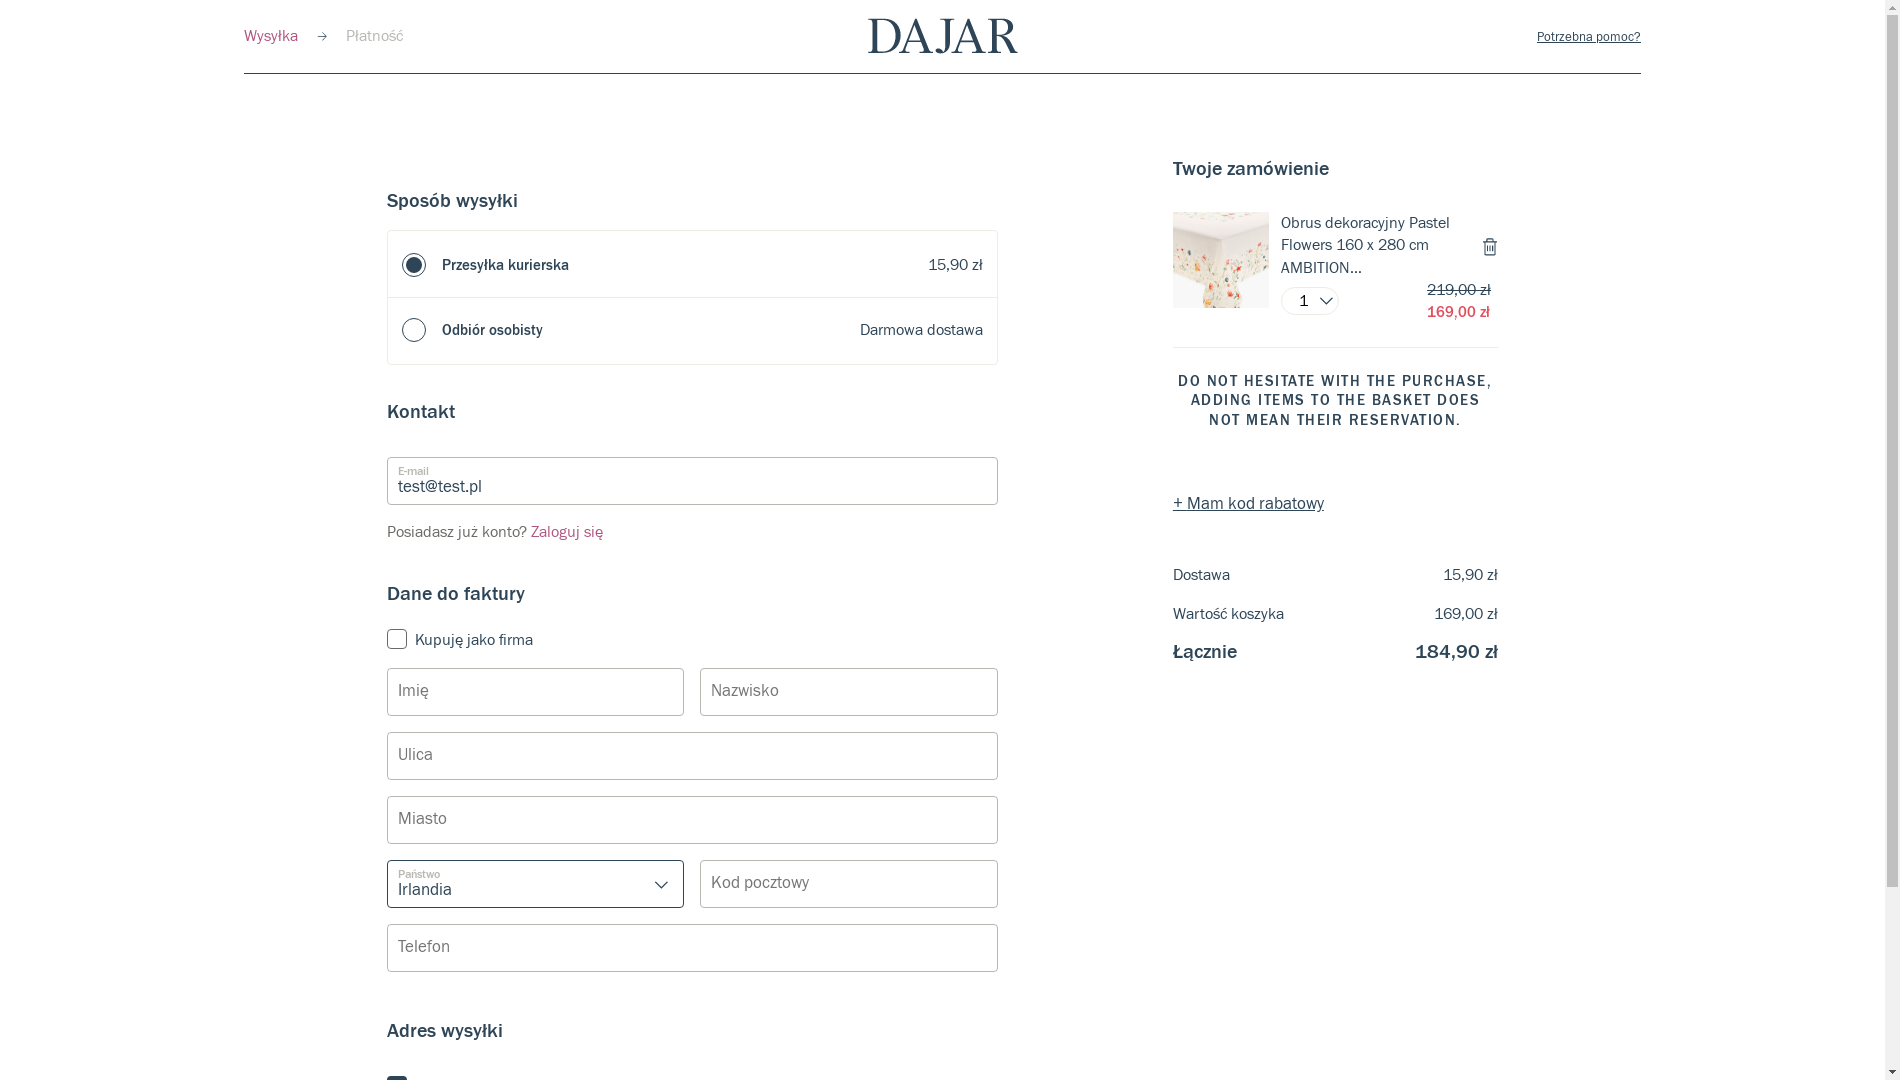 Wysyłka → Płatność
DAJAR
Potrzebna pomoc?
Sposób wysyłki
Przesyłka kurierska 15,90 zł
Odbiór osobisty Darmowa dostawa
Kontakt
E-mail
test@test.pl
Posiadasz już konto? Zaloguj się
Dane do faktury
Kupuję jako firma
Imię Nazwisko
Ulica
Miasto
Państwo
Irlandia
Kod pocztowy
Telefon
Adres wysyłki
Twoje zamówienie
Obrus dekoracyjny Pastel
Flowers 160 x 280 cm
AMBITION...
1
219,00 zł
169,00 zł
DO NOT HESITATE WITH THE PURCHASE,
ADDING ITEMS TO THE BASKET DOES
NOT MEAN THEIR RESERVATION.
+ Mam kod rabatowy
Dostawa 15,90 zł
Wartość koszyka 169,00 zł
Łącznie 184,90 zł